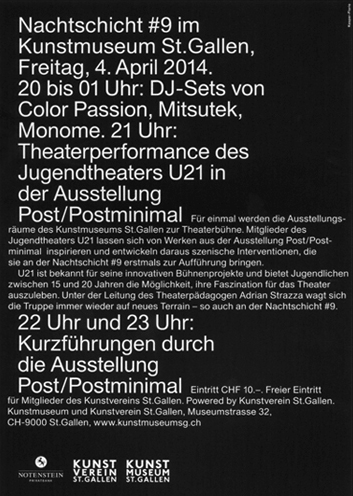 Nachtschicht #9 im
Kunstmuseum St.Gallen,
Freitag, 4. April 2014.
20 bis 01 Uhr: DJ-Sets von
Color Passion, Mitsutek,
Monome. 21 Uhr:
Theaterperformance des
Jugendtheaters U21 in
der Ausstellung
Post/Postminimal Für einmal werden die Ausstellungs-
räume des Kunstmuseums St.Gallen zur Theaterbühne. Mitglieder des
Jugendtheaters U21 lassen sich von Werken aus der Ausstellung Post/Post-
minimal inspirieren und entwickeln daraus szenische Interventionen, die
sie an der Nachtschicht #9 erstmals zur Aufführung bringen.
U21 ist bekannt für seine innovativen Bühnenprojekte und bietet Jugendlichen
zwischen 15 und 20 Jahren die Möglichkeit, ihre Faszination für das Theater
auszuleben. Unter der Leitung des Theaterpädagogen Adrian Strazza wagt sich
die Truppe immer wieder auf neues Terrain – so auch an der Nachtschicht #9.
22 Uhr und 23 Uhr:
Kurzführungen durch
die Ausstellung
Post/Postminimal Eintritt CHF 10.–. Freier Eintritt
für Mitglieder des Kunstvereins St.Gallen. Powered by Kunstverein St.Gallen.
Kunstmuseum und Kunstverein St.Gallen, Museumstrasse 32,
CH-9000 St.Gallen, www.kunstmuseumsg.ch
NOTENSTEIN
PRIVATBANK
KUNST
VEREIN
ST.GALLEN
KUNST
MUSEUM
ST.GALLEN